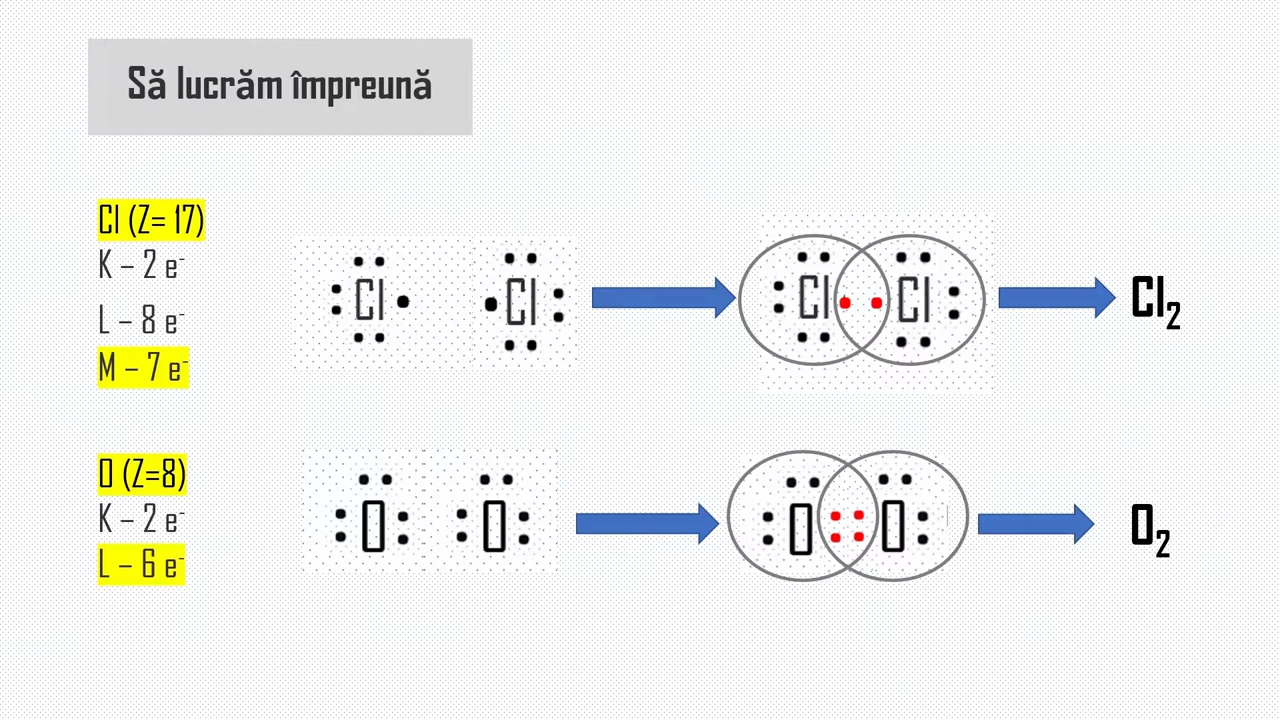 Să lucrăm împreună
Cl (Z= 17)
K – 2 e⁻
L – 8 e⁻
M – 7 e⁻
Cl Cl Cl Cl Cl₂
O (Z=8)
K – 2 e⁻
L – 6 e⁻
O O O O O₂